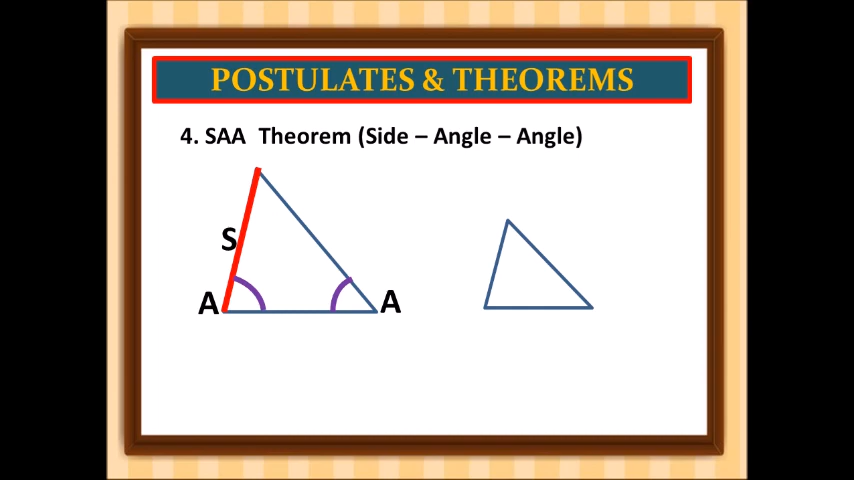 POSTULATES & THEOREMS
4. SAA Theorem (Side – Angle – Angle)
S
A
A